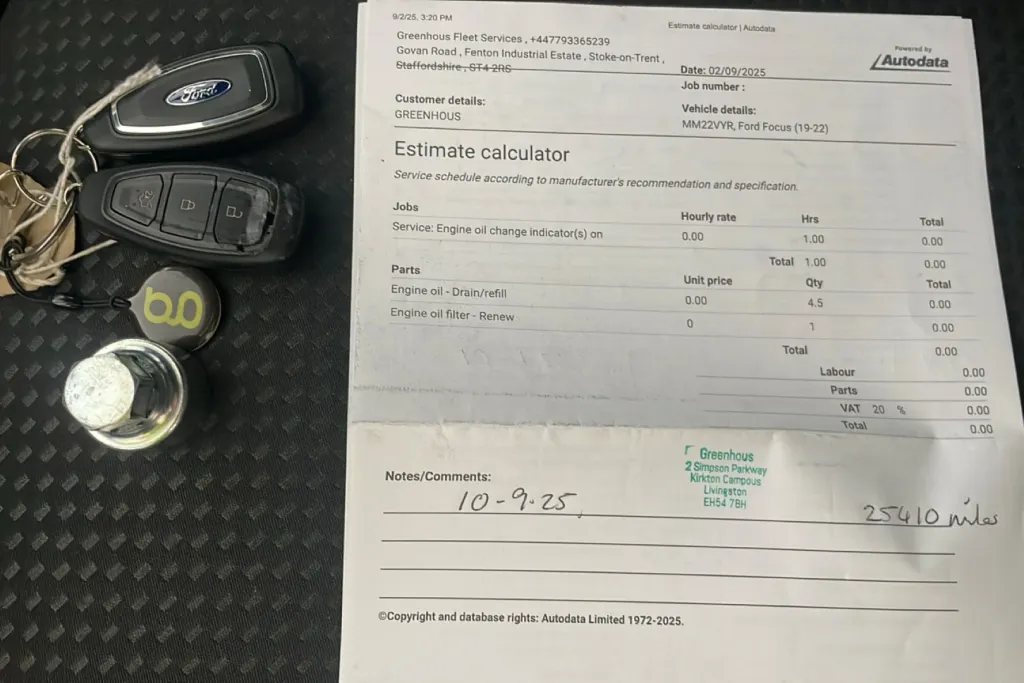 Ford
go
9/2/25, 3:20 PM
Estimate calculator | Autodata
Greenhous Fleet Services , +447793365239
Govan Road , Fenton Industrial Estate , Stoke-on-Trent ,
Staffordshire , ST4 2RS
Powered by
Autodata
Date: 02/09/2025
Job number :
Customer details:
GREENHOUS
Vehicle details:
MM22VYR, Ford Focus (19-22)
Estimate calculator
Service schedule according to manufacturer's recommendation and specification.
Jobs Hourly rate Hrs Total
Service: Engine oil change indicator(s) on 0.00 1.00 0.00
Total 1.00 0.00
Parts Unit price Qty Total
Engine oil - Drain/refill 0.00 4.5 0.00
Engine oil filter - Renew 0 1 0.00
Total 0.00
Labour 0.00
Parts 0.00
VAT 20 % 0.00
Total 0.00
Notes/Comments:
Greenhous
2 Simpson Parkway
Kirkton Campous
Livingston
EH54 7BH
10-9-25
25410 miles
©Copyright and database rights: Autodata Limited 1972-2025.